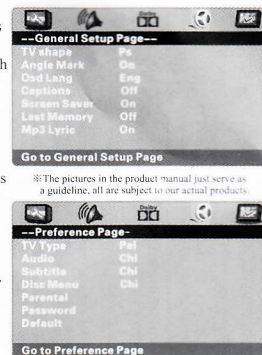 s
DOLBY
--General Setup Page--
TV shape Ps
Angle Mark On
th
Osd Lang Eng
Captions Off
Screen Saver On
Last Memory Off
Mp3 Lyric On
Go to General Setup Page
s
※The pictures in the product manual just serve as
a guideline, all are subject to our actual products.
Dolby
--Preference Page-
TV Type Pal
Audio Chi
Subtitle Chi
Disc Menu Chi
Parental
Password
Default
Go to Preference Page